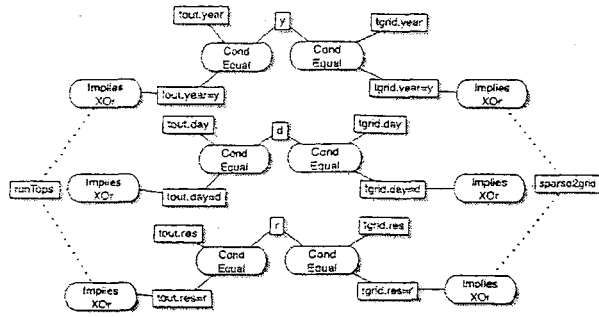 tout.year
y
tgrid.year
Cond
Equal
Cond
Equal
Implies
XOr
tout.year=y
tgrid.year=y
Implies
XOr
tout.day
d
tgrid.day
Cond
Equal
Cond
Equal
runTops
Implies
XOr
tout.day=d
tgrid.day=d
Implies
XOr
sparse2grid
tout.res
r
tgrid.res
Cond
Equal
Cond
Equal
Implies
XOr
tout.res=r
tgrid.res=r
Implies
XOr